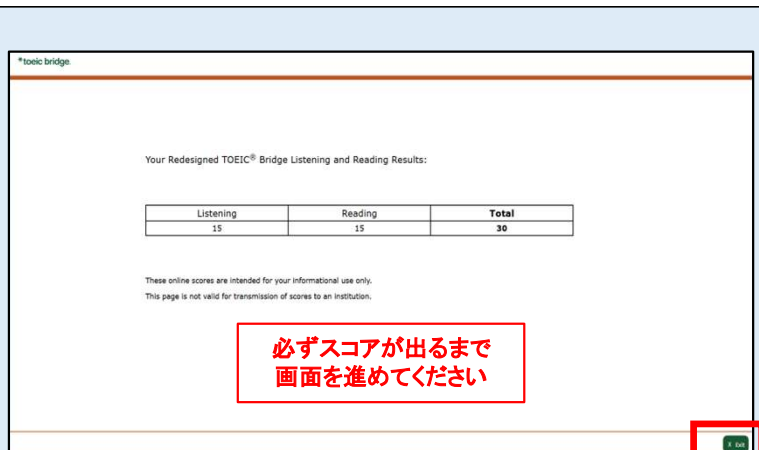 *toeic bridge.
Your Redesigned TOEIC® Bridge Listening and Reading Results:
Listening Reading Total
15 15 30
These online scores are intended for your informational use only.
This page is not valid for transmission of scores to an institution.
必ずスコアが出るまで
画面を進めてください
X Exit